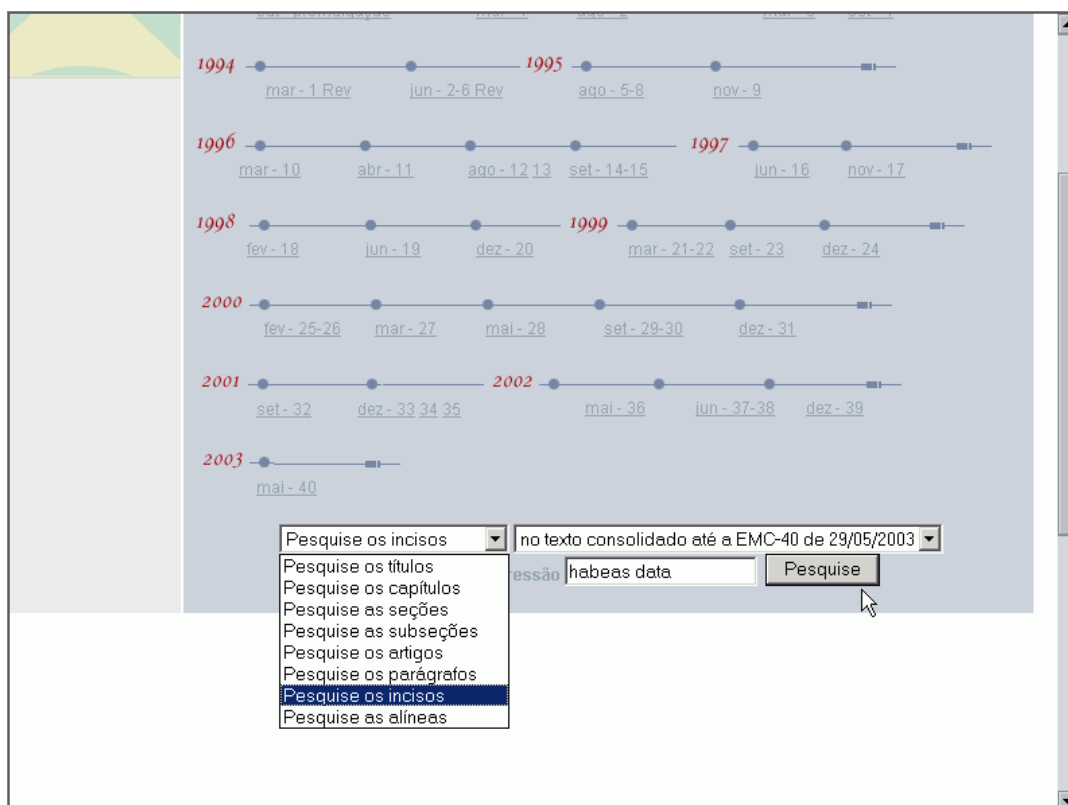 1994 1995
mar - 1 Rev jun - 2-6 Rev ago - 5-8 nov - 9
1996 1997
mar - 10 abr - 11 ago - 12 13 set - 14-15 jun - 16 nov - 17
1998 1999
fev - 18 jun - 19 dez - 20 mar - 21-22 set - 23 dez - 24
2000
fev - 25-26 mar - 27 mai - 28 set - 29-30 dez - 31
2001 2002
set - 32 dez - 33 34 35 mai - 36 jun - 37-38 dez - 39
2003
mai - 40
Pesquise os incisos no texto consolidado até a EMC-40 de 29/05/2003
ressão habeas data Pesquise
Pesquise os títulos
Pesquise os capítulos
Pesquise as seções
Pesquise as subseções
Pesquise os artigos
Pesquise os parágrafos
Pesquise os incisos
Pesquise as alíneas